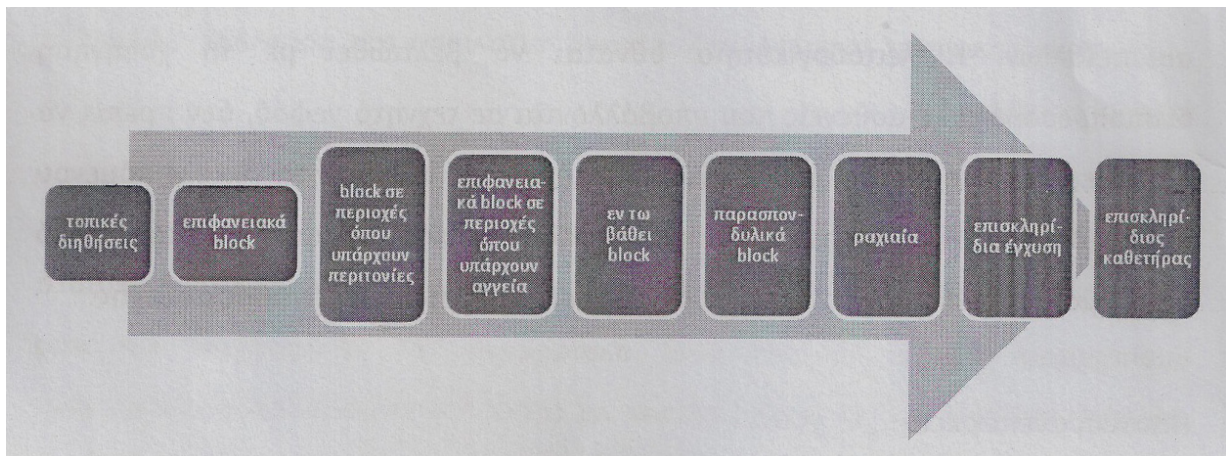 τοπικές
διηθήσεις
επιφανειακά
block
block σε
περιοχές
όπου
υπάρχουν
περιτονίες
επιφανεια-
κά block σε
περιοχές
όπου
υπάρχουν
αγγεία
εν τω
βάθει
block
παρασπον-
δυλικά
block
ραχιαία
επισκληρί-
δια έγχυση
επισκληρί-
διος
καθετήρας